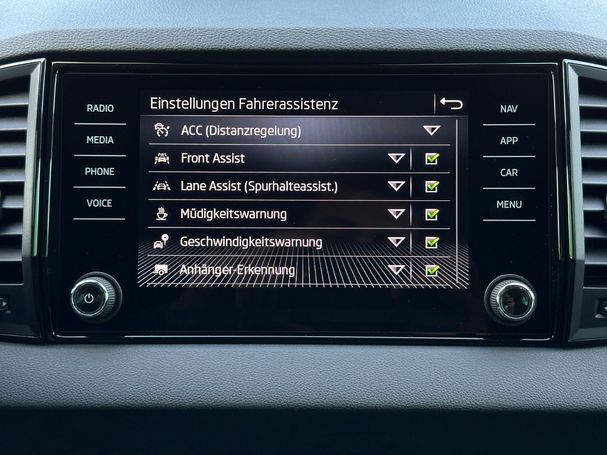 Einstellungen Fahrerassistenz
RADIO
MEDIA
PHONE
VOICE
ACC (Distanzregelung)
Front Assist
Lane Assist (Spurhalteassist.)
Müdigkeitswarnung
Geschwindigkeitswarnung
Anhänger-Erkennung
NAV
APP
CAR
MENU